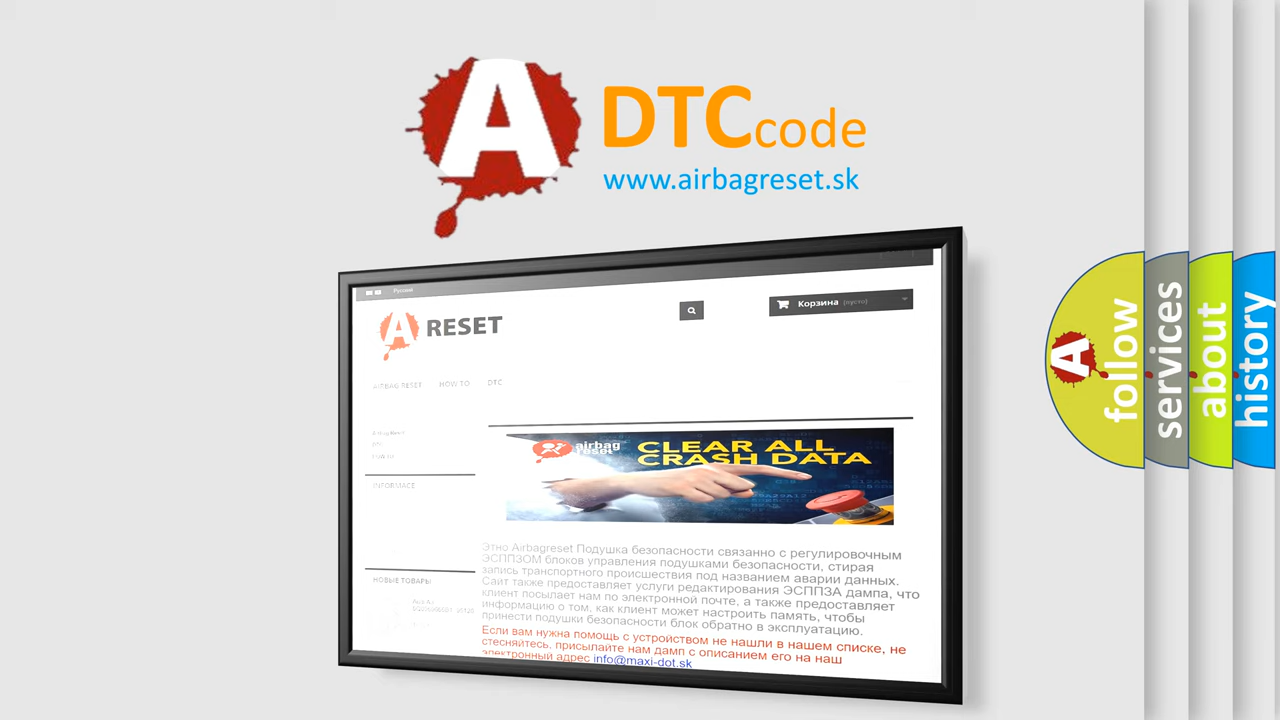 A
DTCcode
www.airbagreset.sk
Русский
Корзина (пусто)
A RESET
AIRBAG RESET HOW TO DTC
INFORMACE
airbag
reset
CLEAR ALL
CRASH DATA
Этно Airbagreset Подушка безопасности связанно с регулировочным
ЭСППЗОМ блоков управления подушками безопасности, стирая
запись транспортного происшествия под названием аварии данных.
Сайт также предоставляет услуги редактирования ЭСППЗА дампа, что
клиент посылает нам по электронной почте, а также предоставляет
информацию о том, как клиент может настроить память, чтобы
принести подушки безопасности блок обратно в эксплуатацию.
Если вам нужна помощь с устройством не нашли в нашем списке, не
стесняйтесь, присылайте нам дамп с описанием его на наш
электронный адрес info@maxi-dot.sk
НОВЫЕ ТОВАРЫ
A follow
services
about
history